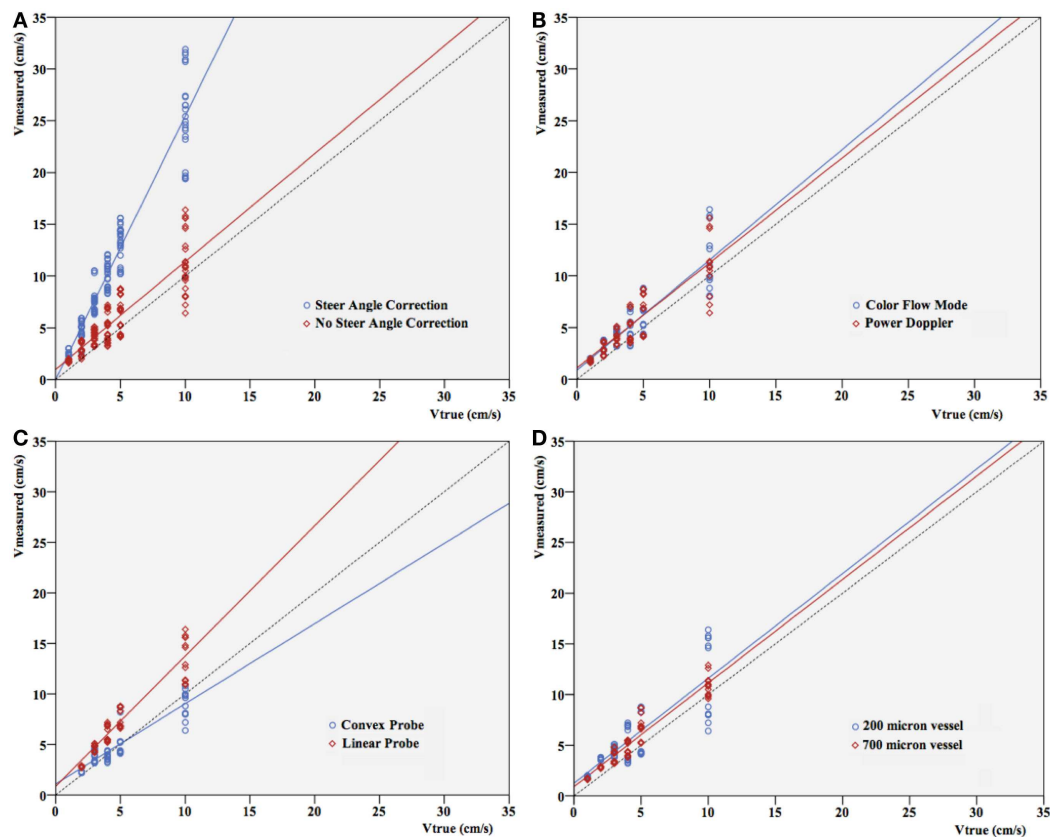 A
Vmeasured (cm/s)
35
30
25
20
15
10
5
0
0 5 10 15 20 25 30 35
Vtrue (cm/s)
Steer Angle Correction
No Steer Angle Correction
B
Vmeasured (cm/s)
35
30
25
20
15
10
5
0
0 5 10 15 20 25 30 35
Vtrue (cm/s)
Color Flow Mode
Power Doppler
C
Vmeasured (cm/s)
35
30
25
20
15
10
5
0
0 5 10 15 20 25 30 35
Vtrue (cm/s)
Convex Probe
Linear Probe
D
Vmeasured (cm/s)
35
30
25
20
15
10
5
0
0 5 10 15 20 25 30 35
Vtrue (cm/s)
200 micron vessel
700 micron vessel